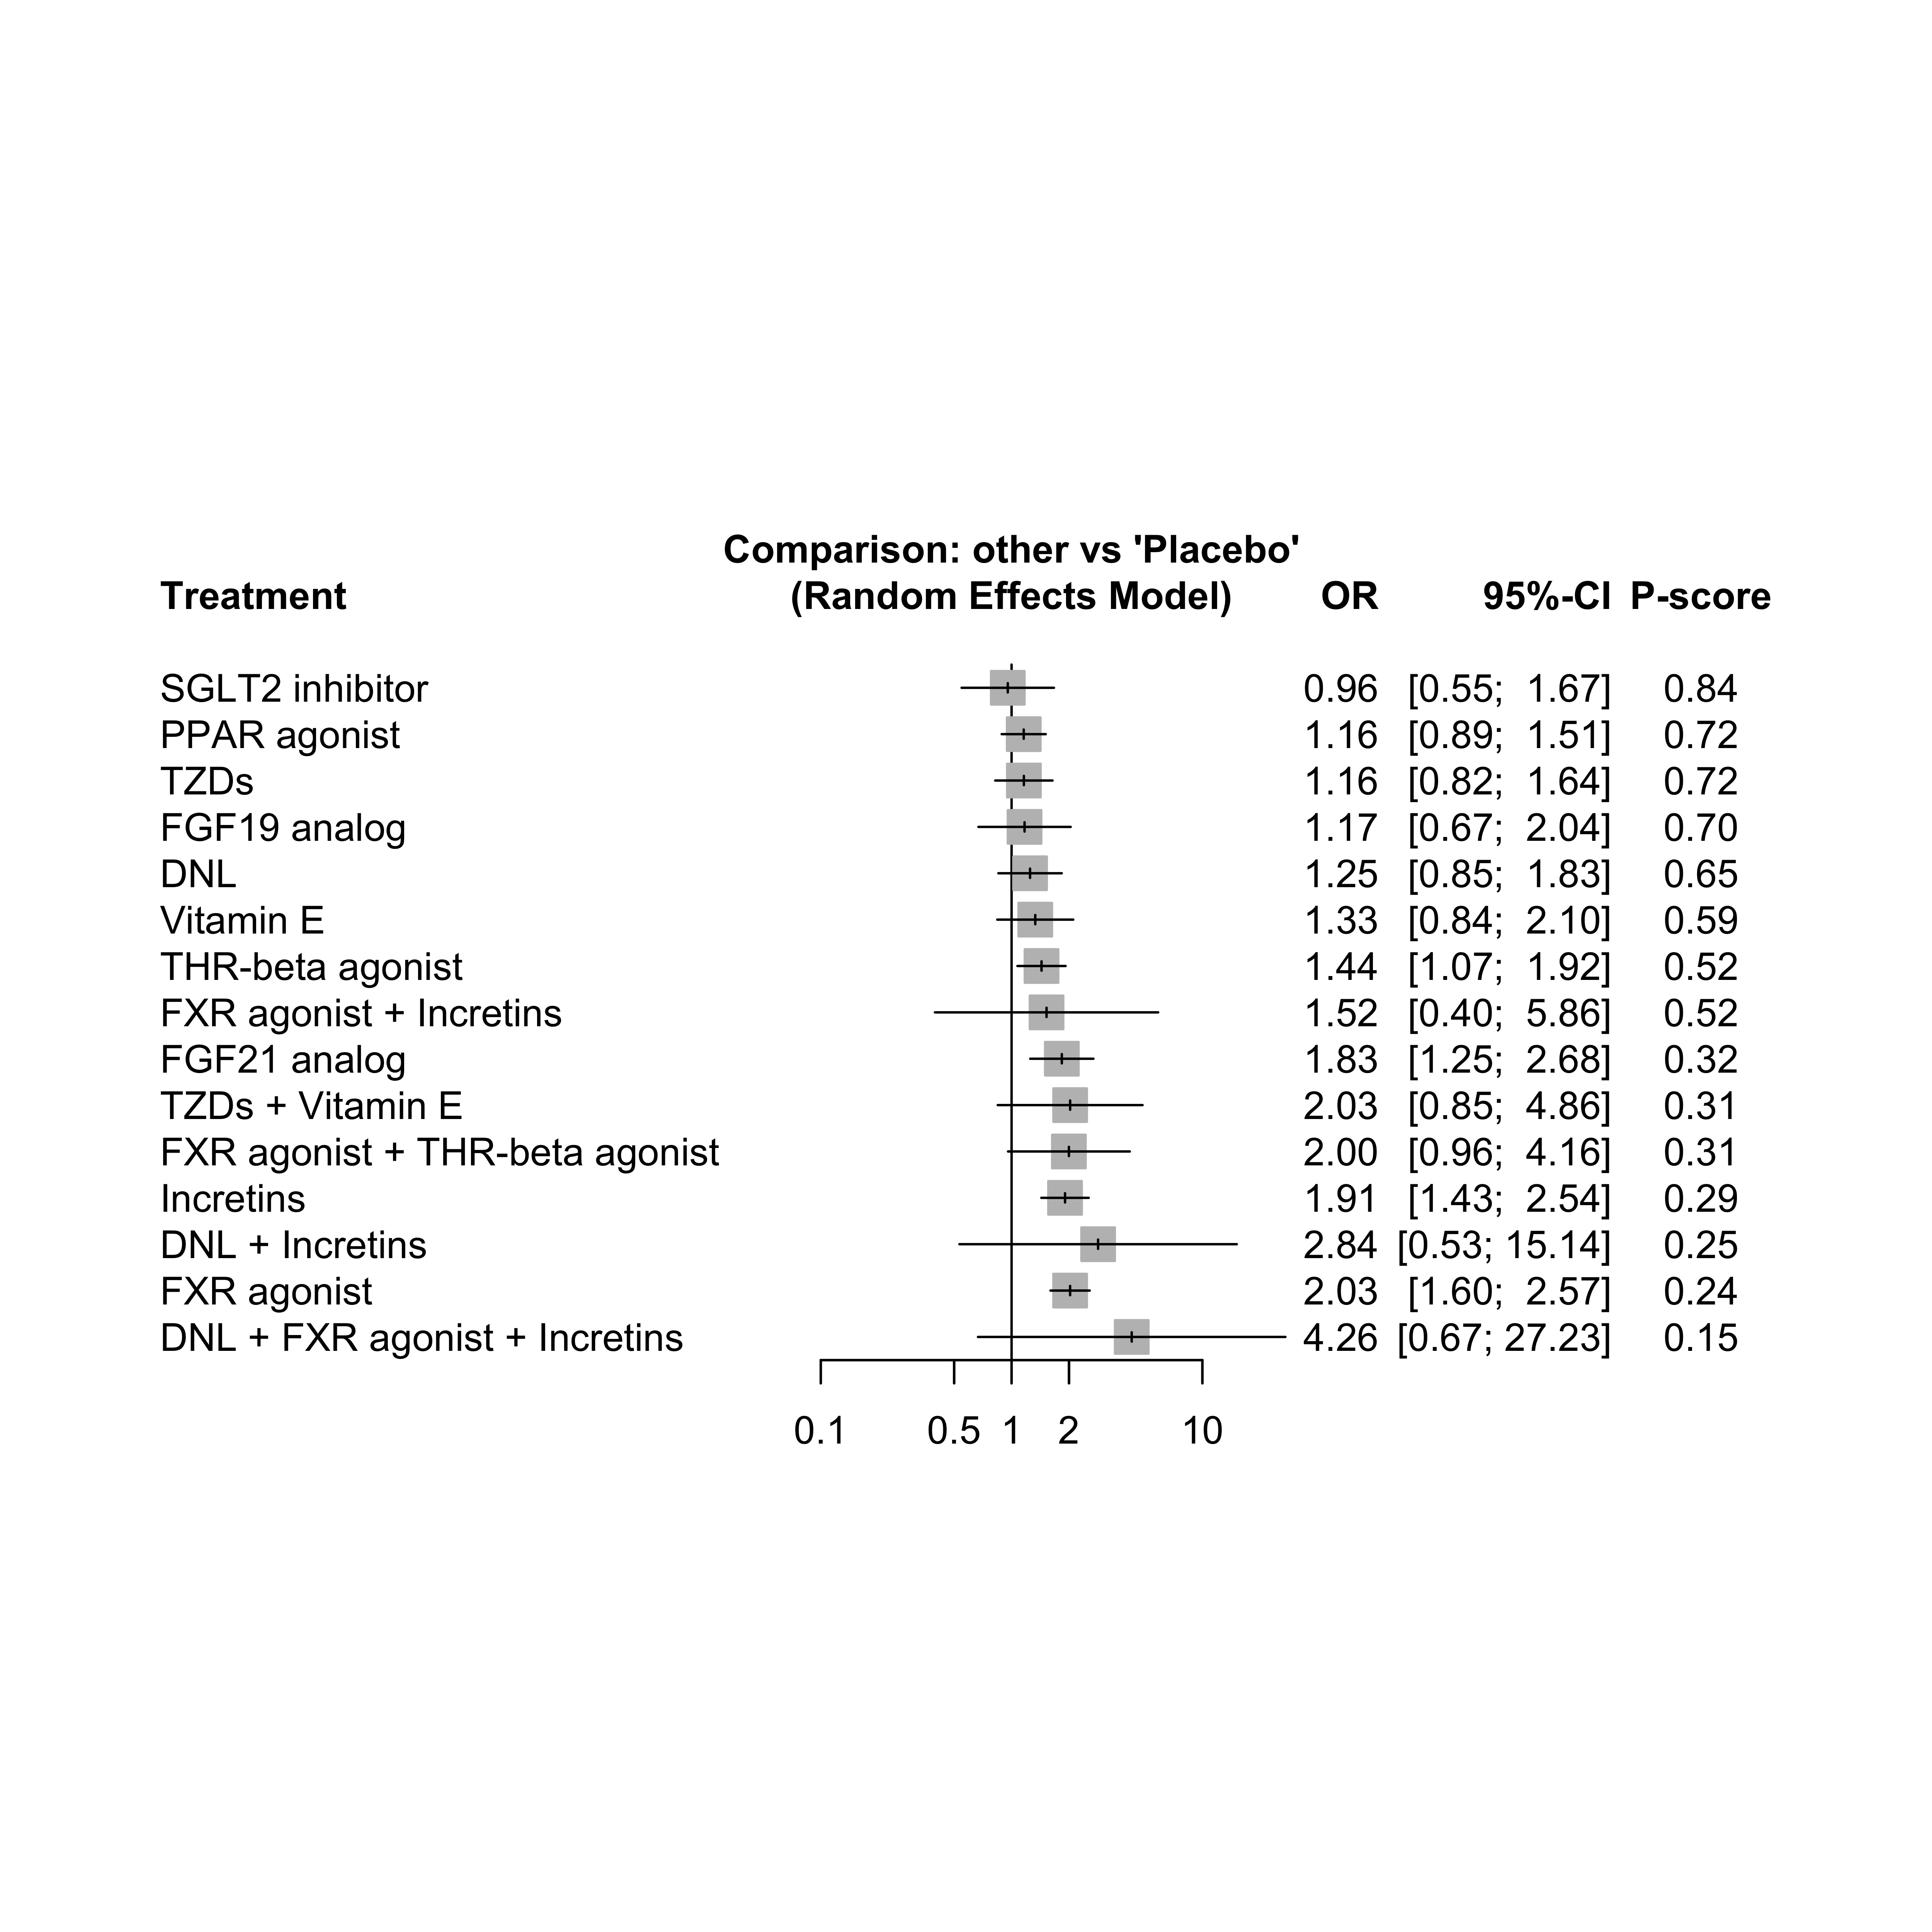 Comparison: other vs 'Placebo'
Treatment (Random Effects Model) OR 95%-CI P-score
SGLT2 inhibitor 0.96 [0.55; 1.67] 0.84
PPAR agonist 1.16 [0.89; 1.51] 0.72
TZDs 1.16 [0.82; 1.64] 0.72
FGF19 analog 1.17 [0.67; 2.04] 0.70
DNL 1.25 [0.85; 1.83] 0.65
Vitamin E 1.33 [0.84; 2.10] 0.59
THR-beta agonist 1.44 [1.07; 1.92] 0.52
FXR agonist + Incretins 1.52 [0.40; 5.86] 0.52
FGF21 analog 1.83 [1.25; 2.68] 0.32
TZDs + Vitamin E 2.03 [0.85; 4.86] 0.31
FXR agonist + THR-beta agonist 2.00 [0.96; 4.16] 0.31
Incretins 1.91 [1.43; 2.54] 0.29
DNL + Incretins 2.84 [0.53; 15.14] 0.25
FXR agonist 2.03 [1.60; 2.57] 0.24
DNL + FXR agonist + Incretins 4.26 [0.67; 27.23] 0.15
0.1 0.5 1 2 10